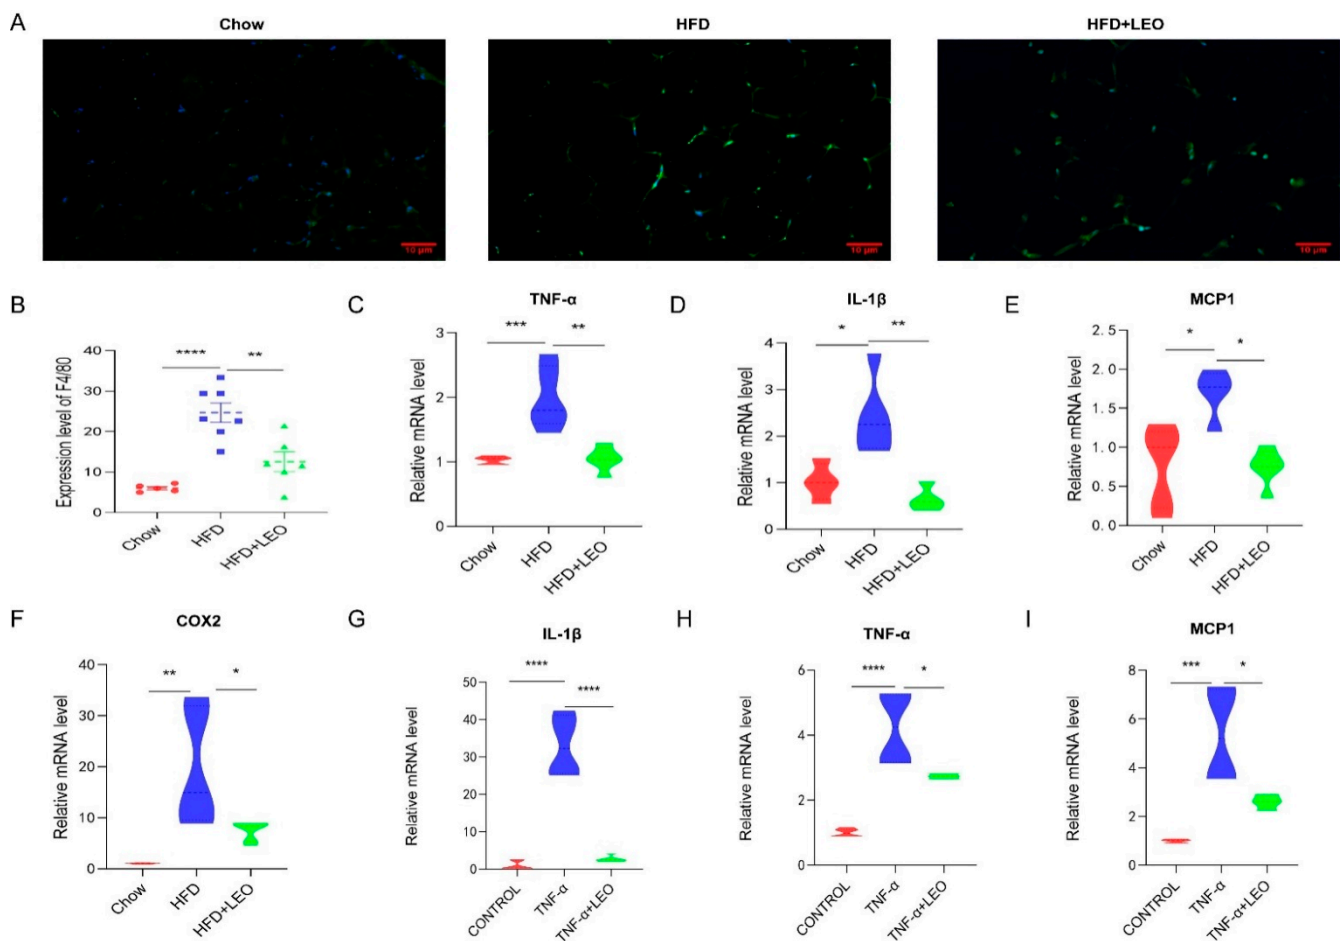 A
Chow
HFD
HFD+LEO
10 μm
10 μm
10 μm
B
Expression level of F4/80
40
30
20
10
0
****
**
Chow
HFD
HFD+LEO
C
TNF-α
Relative mRNA level
3
2
1
0
***
**
Chow
HFD
HFD+LEO
D
IL-1β
Relative mRNA level
4
3
2
1
0
*
**
Chow
HFD
HFD+LEO
E
MCP1
Relative mRNA level
2.5
2.0
1.5
1.0
0.5
0.0
*
*
Chow
HFD
HFD+LEO
F
COX2
Relative mRNA level
40
30
20
10
0
**
*
Chow
HFD
HFD+LEO
G
IL-1β
Relative mRNA level
50
40
30
20
10
0
****
****
CONTROL
TNF-α
TNF-α+LEO
H
TNF-α
Relative mRNA level
6
4
2
0
****
*
CONTROL
TNF-α
TNF-α+LEO
I
MCP1
Relative mRNA level
8
6
4
2
0
***
*
CONTROL
TNF-α
TNF-α+LEO